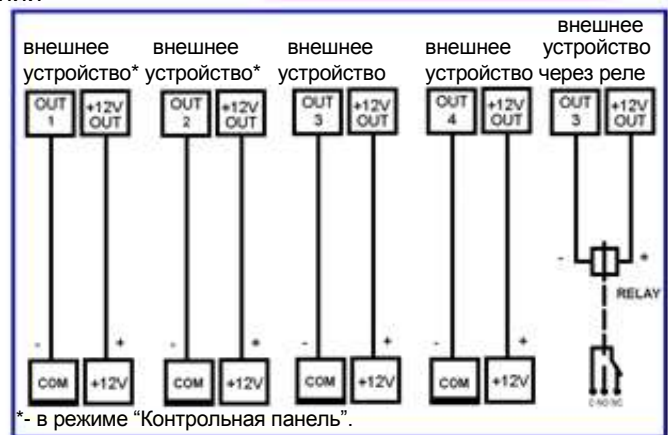 внешнее устройство*
внешнее устройство*
внешнее устройство
внешнее устройство
внешнее устройство через реле
OUT 1
+12V OUT
OUT 2
+12V OUT
OUT 3
+12V OUT
OUT 4
+12V OUT
OUT 3
+12V OUT
- +
RELAY
- +
- +
- +
- +
COM
+12V
COM
+12V
COM
+12V
COM
+12V
C NO NC
*- в режиме “Контрольная панель”.